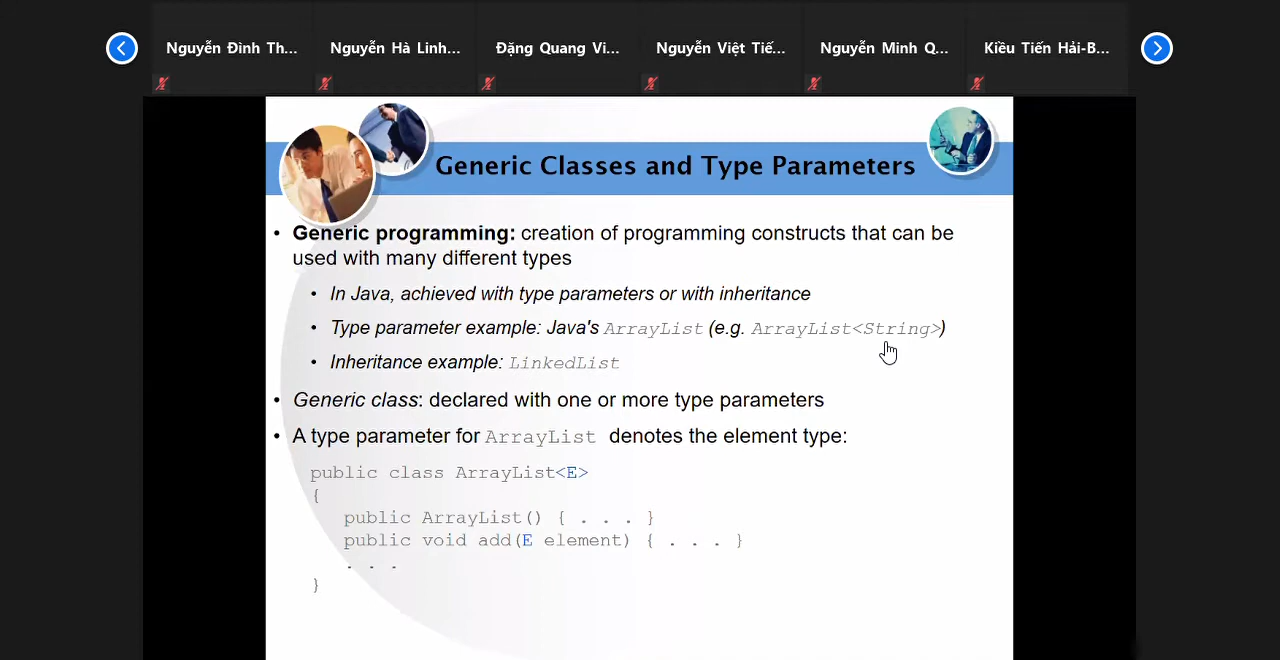 Nguyễn Đình Th...
Nguyễn Hà Linh...
Đặng Quang Vi...
Nguyễn Việt Tiế...
Nguyễn Minh Q...
Kiều Tiến Hải-B...
Generic Classes and Type Parameters
• Generic programming: creation of programming constructs that can be
used with many different types
• In Java, achieved with type parameters or with inheritance
• Type parameter example: Java's ArrayList (e.g. ArrayList<String>)
• Inheritance example: LinkedList
• Generic class: declared with one or more type parameters
• A type parameter for ArrayList denotes the element type:
public class ArrayList<E>
{
public ArrayList() { . . . }
public void add(E element) { . . . }
. . .
}